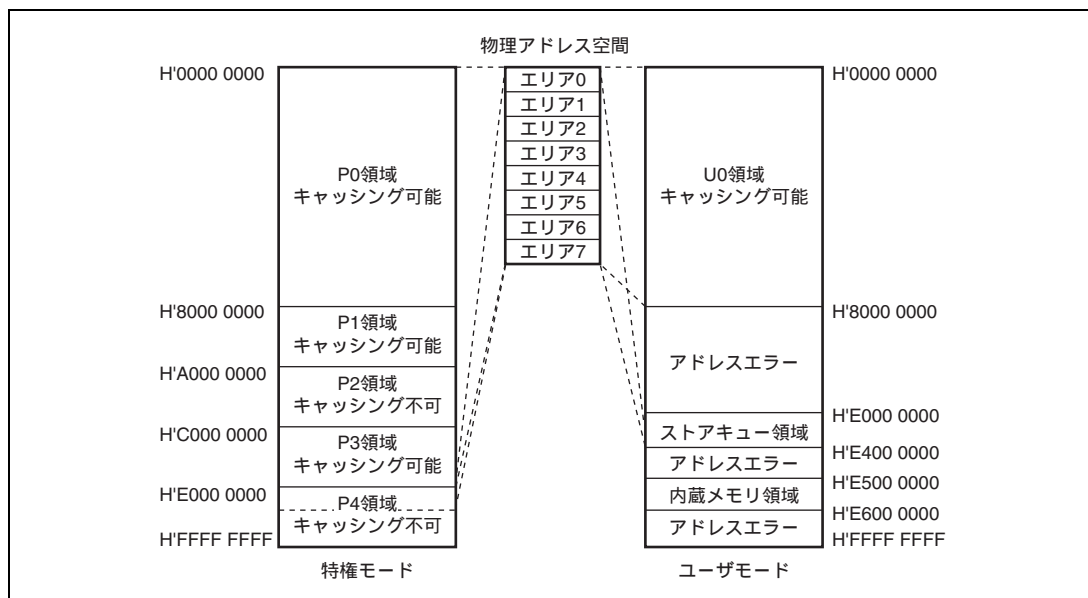 物理アドレス空間
H'0000 0000
P0領域
キャッシング可能
H'8000 0000
P1領域
キャッシング可能
H'A000 0000
P2領域
キャッシング不可
H'C000 0000
P3領域
キャッシング可能
H'E000 0000
P4領域
キャッシング不可
H'FFFF FFFF
特権モード
エリア0
エリア1
エリア2
エリア3
エリア4
エリア5
エリア6
エリア7
H'0000 0000
U0領域
キャッシング可能
H'8000 0000
アドレスエラー
H'E000 0000
ストアキュー領域
H'E400 0000
アドレスエラー
H'E500 0000
内蔵メモリ領域
H'E600 0000
アドレスエラー
H'FFFF FFFF
ユーザモード